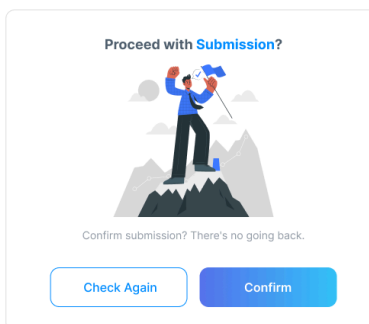 Proceed with Submission?
Confirm submission? There's no going back.
Check Again
Confirm